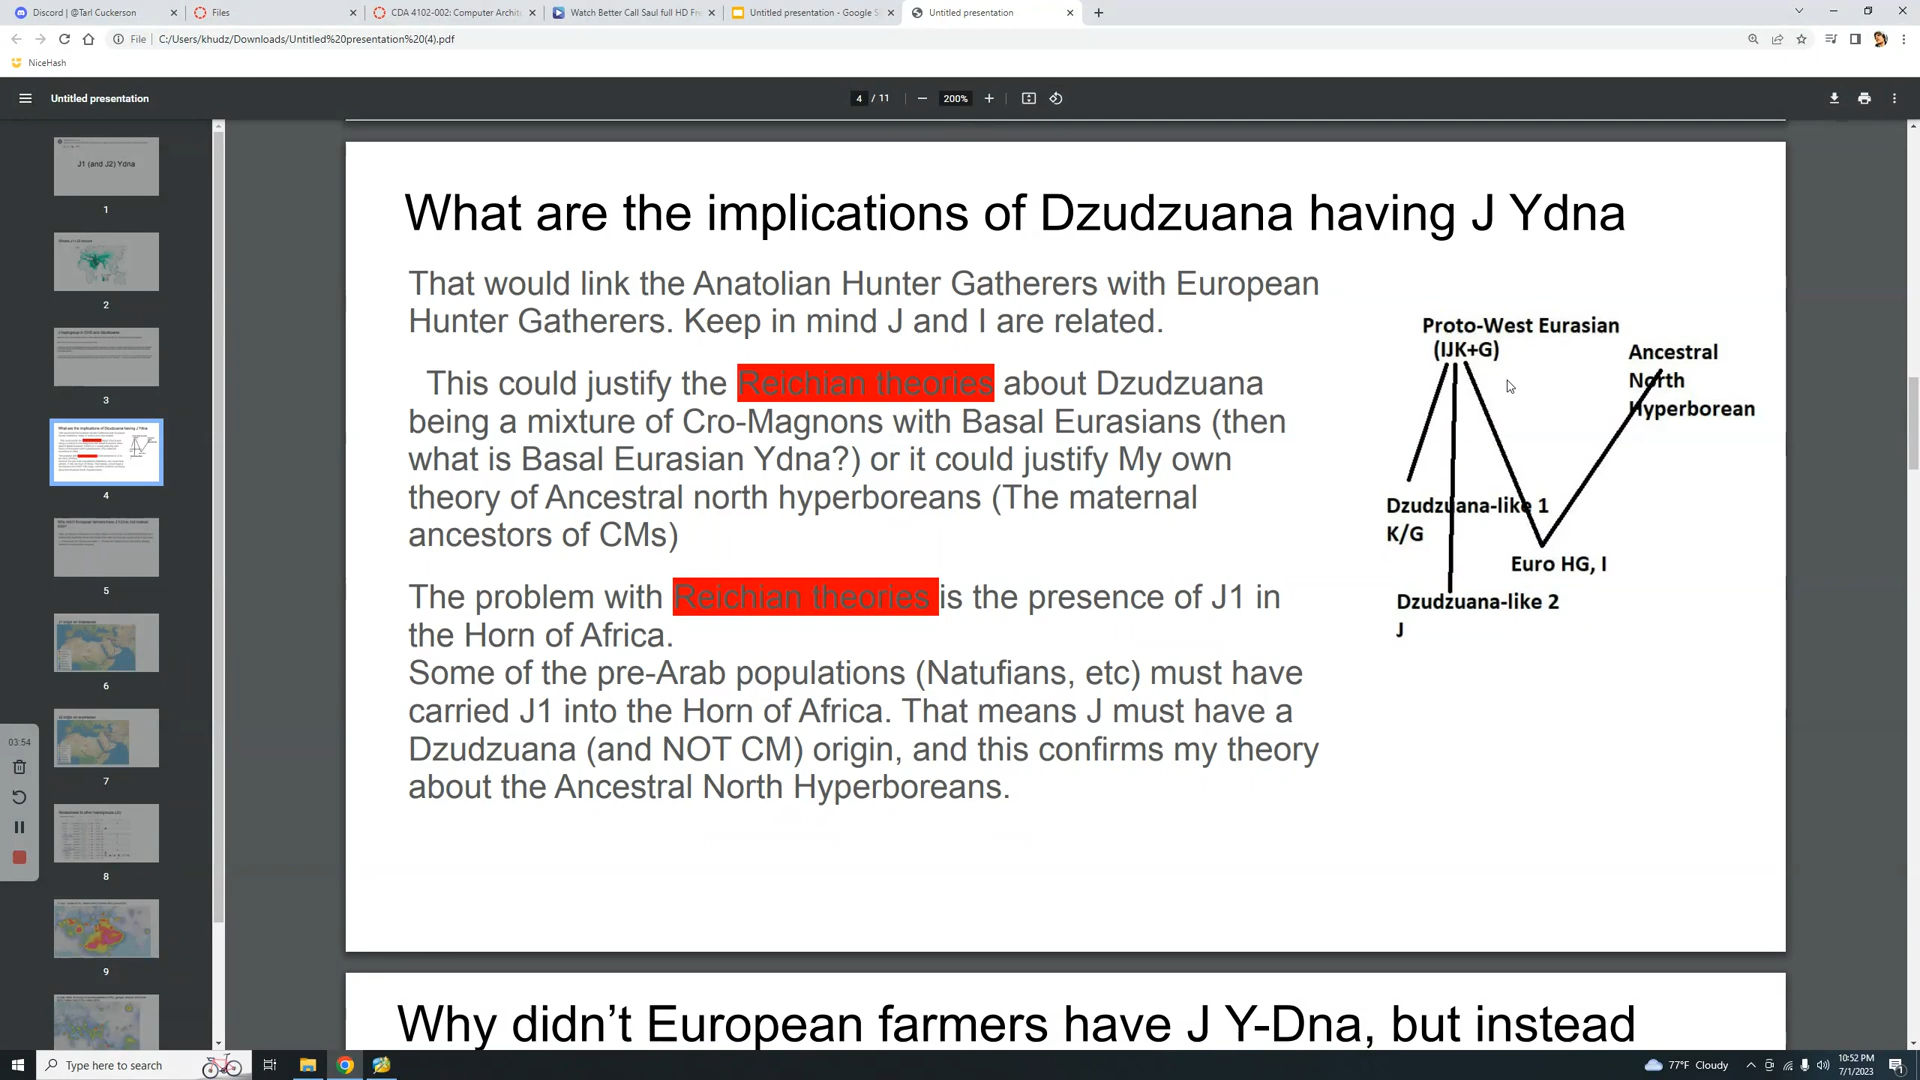 Discord | @Tarl Cuckerson
Files
CDA 4102-002: Computer Archit
Watch Better Call Saul full HD Fr
Untitled presentation - Google S
Untitled presentation
File
C:/Users/khudz/Downloads/Untitled%20presentation%20(4).pdf
NiceHash
Untitled presentation
4 / 11
200%
J1 (and J2) Ydna
1
2
3
4
5
6
7
8
9
03:54
What are the implications of Dzudzuana having J Ydna
That would link the Anatolian Hunter Gatherers with European
Hunter Gatherers. Keep in mind J and I are related.
This could justify the Reichian theories about Dzudzuana
being a mixture of Cro-Magnons with Basal Eurasians (then
what is Basal Eurasian Ydna?) or it could justify My own
theory of Ancestral north hyperboreans (The maternal
ancestors of CMs)
The problem with Reichian theories is the presence of J1 in
the Horn of Africa.
Some of the pre-Arab populations (Natufians, etc) must have
carried J1 into the Horn of Africa. That means J must have a
Dzudzuana (and NOT CM) origin, and this confirms my theory
about the Ancestral North Hyperboreans.
Proto-West Eurasian
(IJK+G)
Ancestral
North
Hyperborean
Dzudzuana-like 1
K/G
Euro HG, I
Dzudzuana-like 2
J
Why didn't European farmers have J Y-Dna, but instead
Type here to search
77°F Cloudy
10:52 PM
7/1/2023